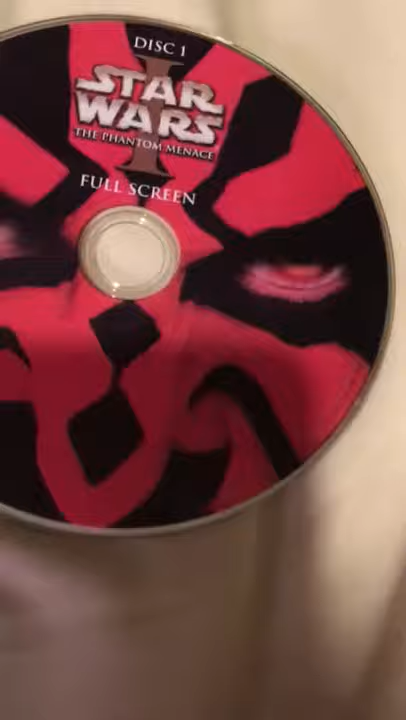 DISC 1
I
STAR
WARS
THE PHANTOM MENACE
FULL SCREEN